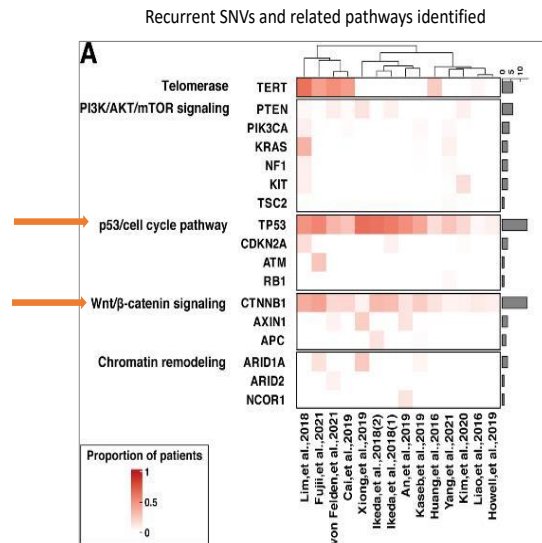 Recurrent SNVs and related pathways identified
A
0 5 10
Telomerase TERT
PI3K/AKT/mTOR signaling PTEN
PIK3CA
KRAS
NF1
KIT
TSC2
p53/cell cycle pathway TP53
CDKN2A
ATM
RB1
Wnt/β-catenin signaling CTNNB1
AXIN1
APC
Chromatin remodeling ARID1A
ARID2
NCOR1
Lim,et al.,2018
Fujii,et al.,2021
von Felden,et al..,2021
Cai,et al.,2019
Xiong,et al.,2019
Ikeda,et al..2018(2)
Ikeda,et al..2018(1)
An,et al.,2019
Kaseb,et al.,2019
Huang,et al.,2016
Yang,et al.,2021
Kim,et al.,2020
Liao,et al.,2016
Howell,et al.,2019
Proportion of patients
1
0.5
0